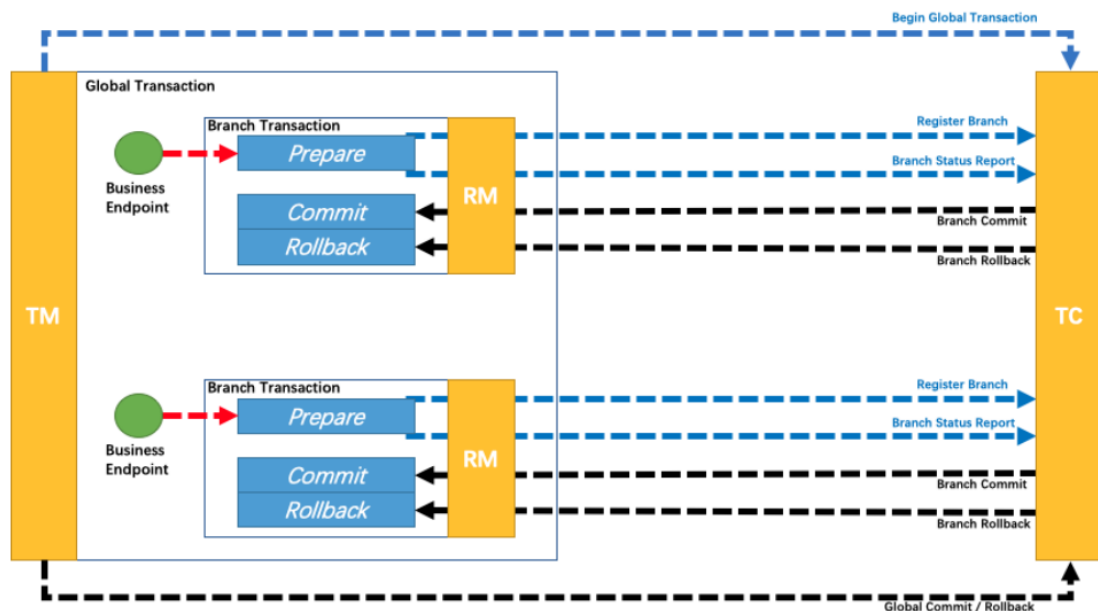 Begin Global Transaction
Global Transaction
Branch Transaction
Register Branch
Prepare
Branch Status Report
Business
Endpoint
RM
Commit
Branch Commit
Rollback
Branch Rollback
TM
TC
Branch Transaction
Register Branch
Prepare
Branch Status Report
Business
Endpoint
RM
Commit
Branch Commit
Rollback
Branch Rollback
Global Commit / Rollback